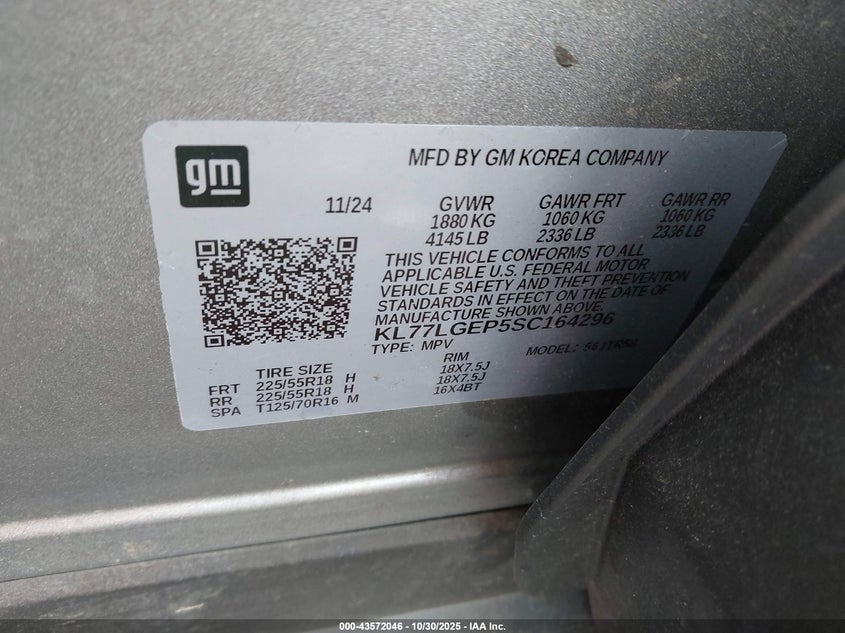 gm
MFD BY GM KOREA COMPANY
11/24 GVWR GAWR FRT GAWR RR
1880 KG 1060 KG 1060 KG
4145 LB 2336 LB 2336 LB
THIS VEHICLE CONFORMS TO ALL
APPLICABLE U.S. FEDERAL MOTOR
VEHICLE SAFETY AND THEFT PREVENTION
STANDARDS IN EFFECT ON THE DATE OF
MANUFACTURE SHOWN ABOVE.
KL77LGEP5SC164296
TYPE: MPV MODEL:
TIRE SIZE RIM
FRT 225/55R18 H 18X7.5J
RR 225/55R18 H 18X7.5J
SPA T125/70R16 M 16X4BT
000-43572046 - 10/30/2025 - IAA Inc.